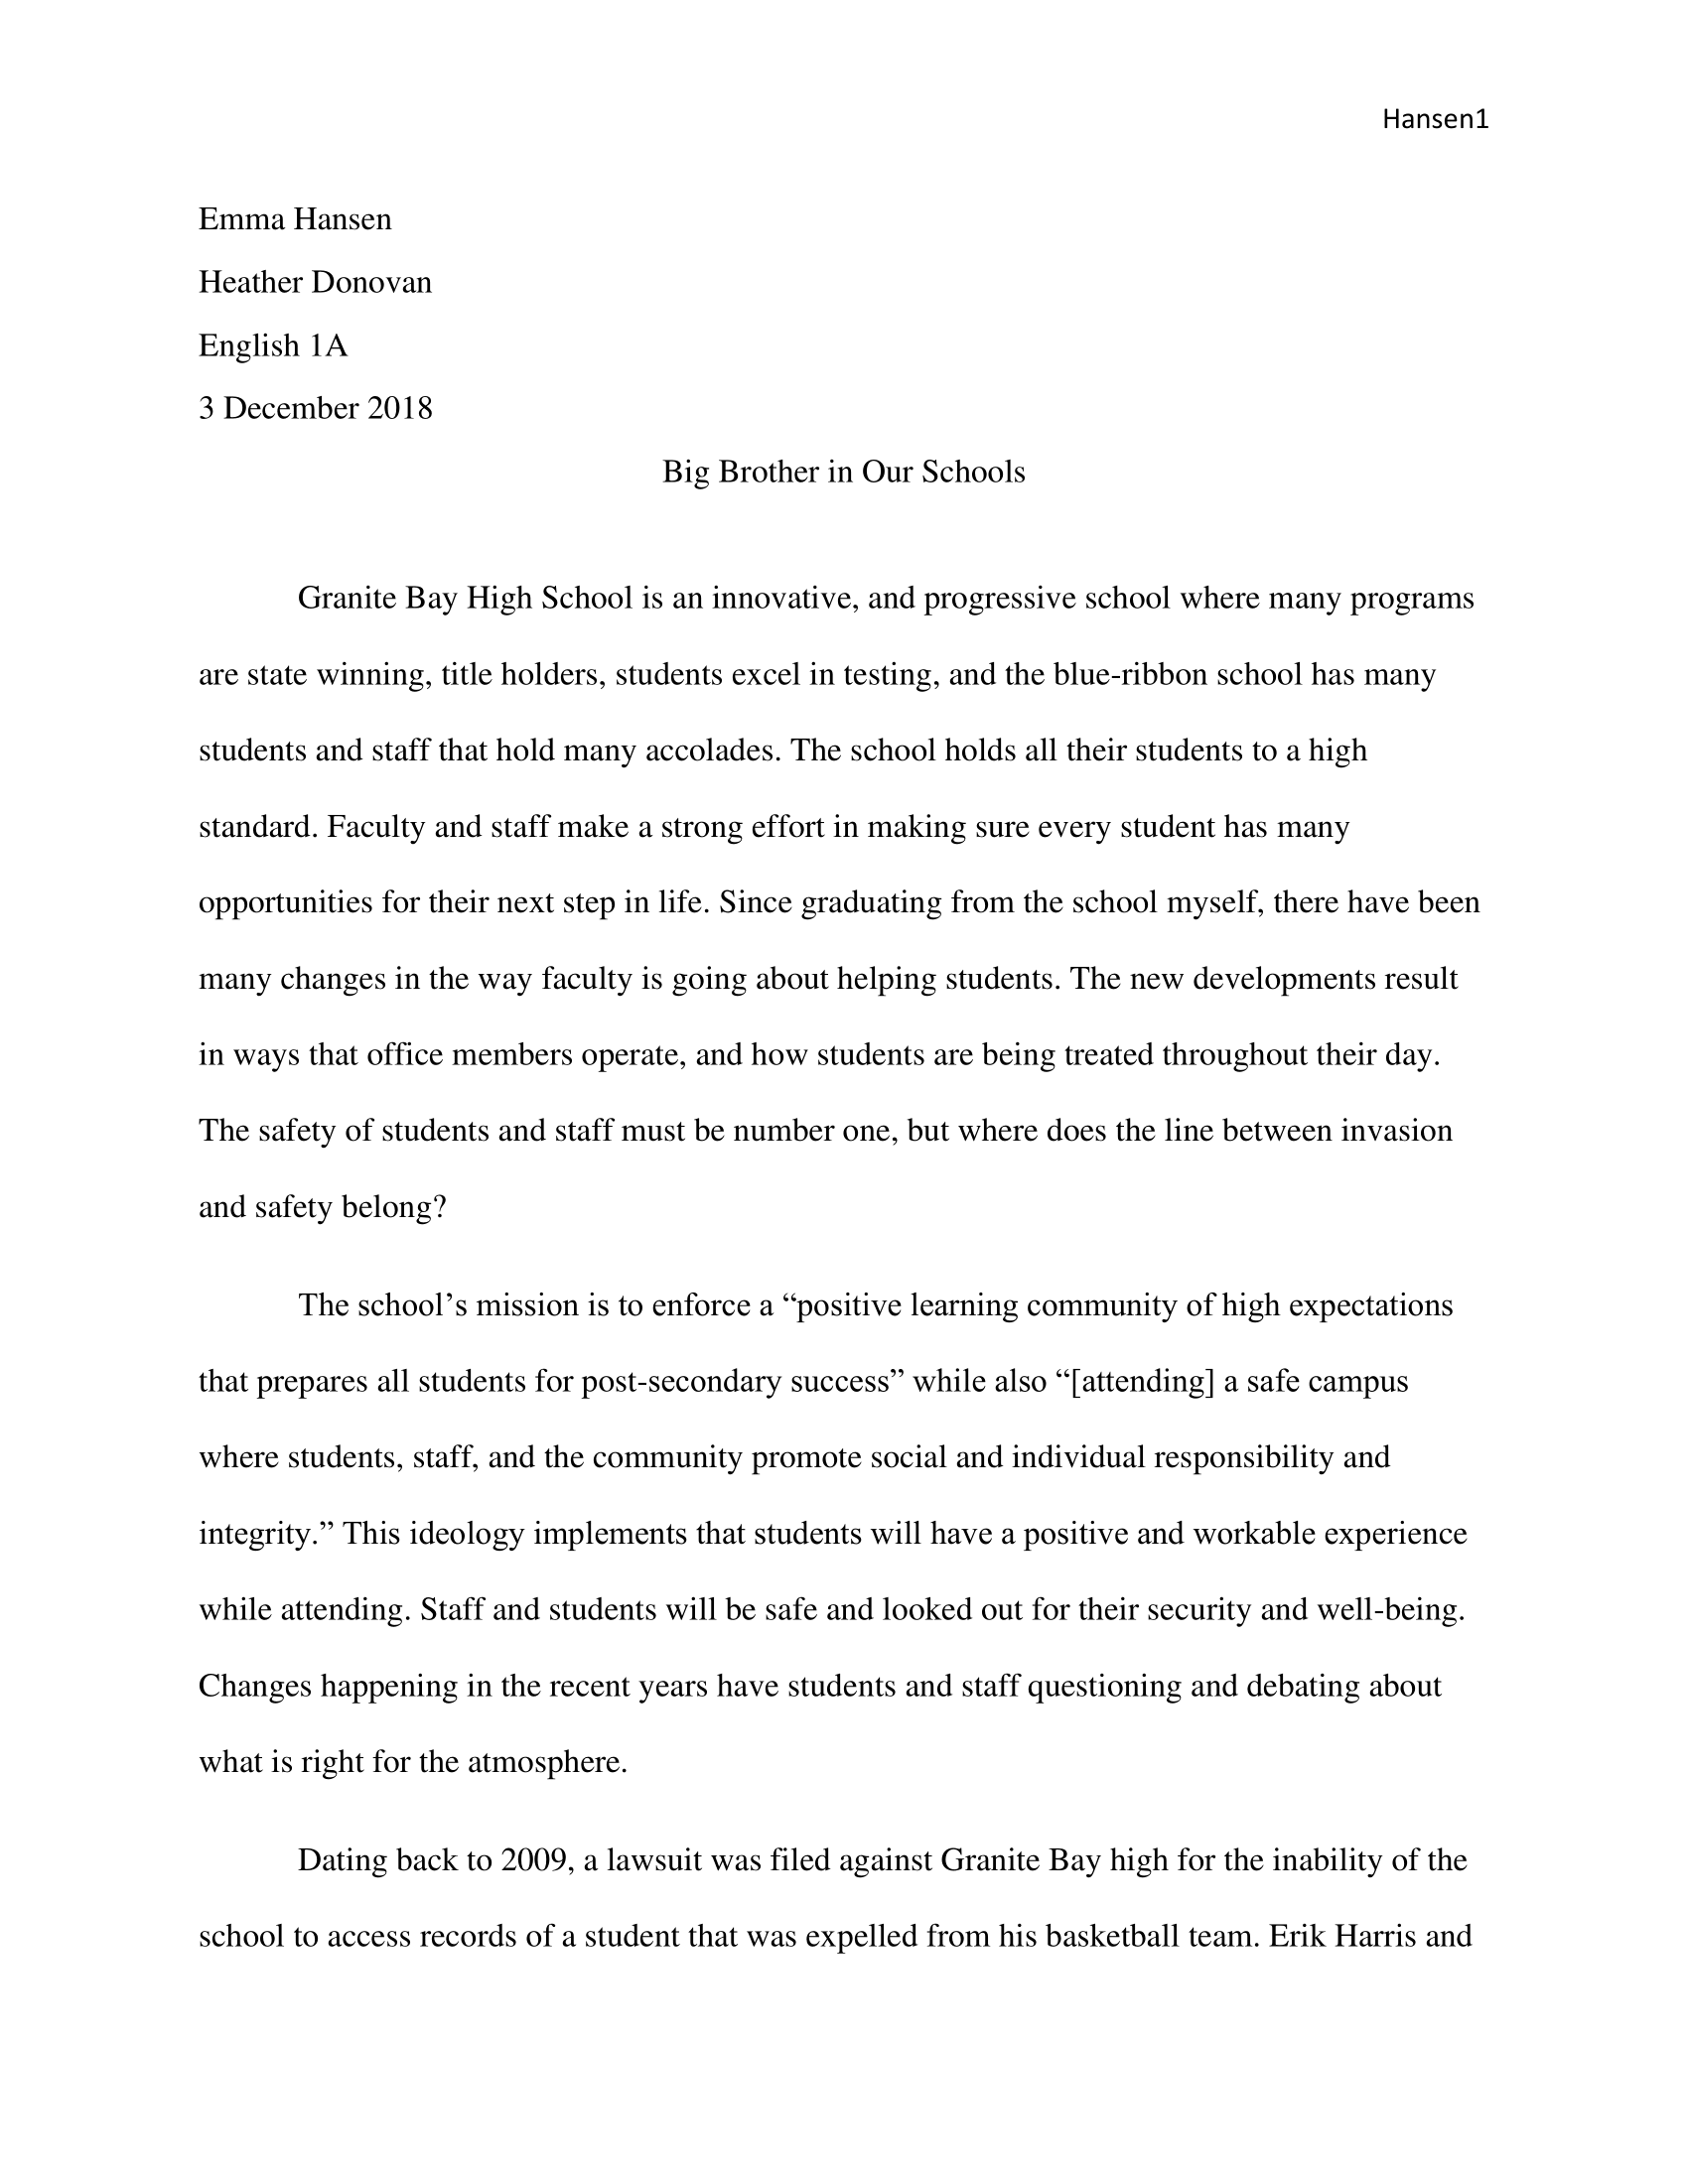 Hansen1
Emma Hansen
Heather Donovan
English 1A
3 December 2018
Big Brother in Our Schools
Granite Bay High School is an innovative, and progressive school where many programs
are state winning, title holders, students excel in testing, and the blue-ribbon school has many
students and staff that hold many accolades. The school holds all their students to a high
standard. Faculty and staff make a strong effort in making sure every student has many
opportunities for their next step in life. Since graduating from the school myself, there have been
many changes in the way faculty is going about helping students. The new developments result
in ways that office members operate, and how students are being treated throughout their day.
The safety of students and staff must be number one, but where does the line between invasion
and safety belong?
The school’s mission is to enforce a “positive learning community of high expectations
that prepares all students for post-secondary success” while also “[attending] a safe campus
where students, staff, and the community promote social and individual responsibility and
integrity.” This ideology implements that students will have a positive and workable experience
while attending. Staff and students will be safe and looked out for their security and well-being.
Changes happening in the recent years have students and staff questioning and debating about
what is right for the atmosphere.
Dating back to 2009, a lawsuit was filed against Granite Bay high for the inability of the
school to access records of a student that was expelled from his basketball team. Erik Harris and